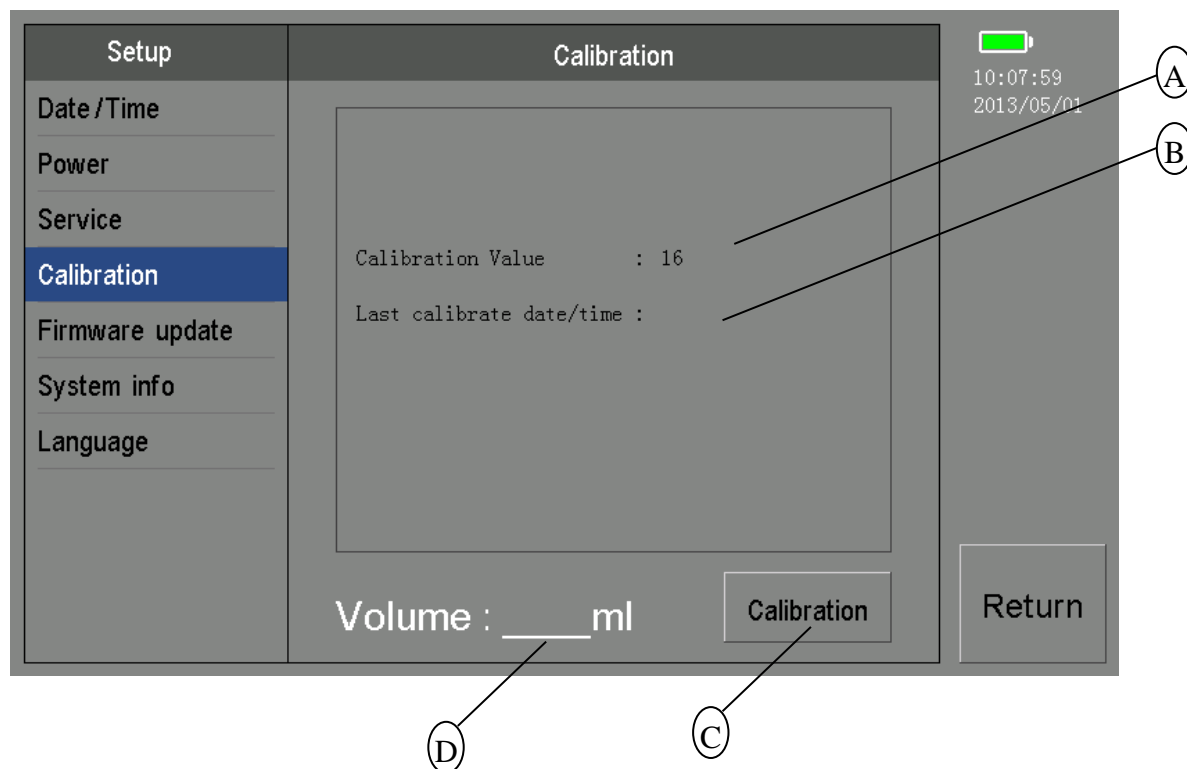 Setup
Calibration
10:07:59
2013/05/01
A
B
Date/Time
Power
Service
Calibration
Firmware update
System info
Language
Calibration Value : 16
Last calibrate date/time :
Volume : ____ml
Calibration
Return
D
C